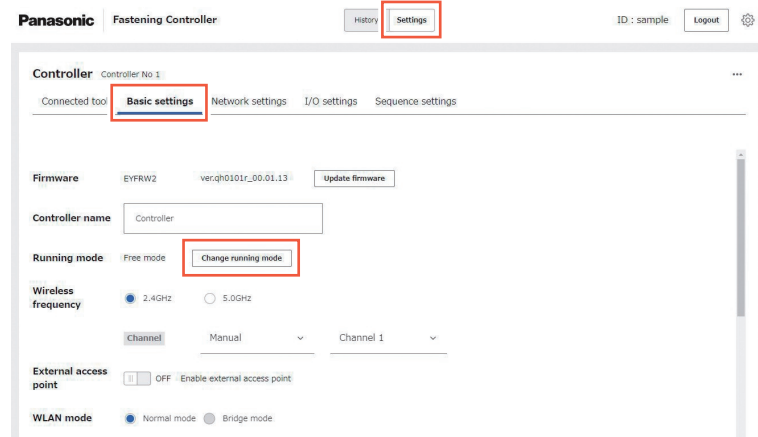 Panasonic Fastening Controller History Settings ID : sample Logout
Controller Controller No 1
Connected tool Basic settings Network settings I/O settings Sequence settings
Firmware EYFRW2 ver.qh0101r_00.01.13 Update firmware
Controller name Controller
Running mode Free mode Change running mode
Wireless
frequency 2.4GHz 5.0GHz
Channel Manual Channel 1
External access
point OFF Enable external access point
WLAN mode Normal mode Bridge mode